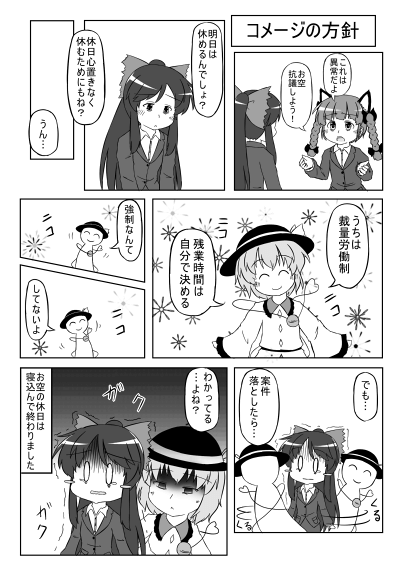 コメージの方針
これは
異常だよ
お空
抗議しよう！
明日は
休めるんでしょ？
休日心置きなく
休むためにもね？
うん…
うちは
裁量労働制
残業時間は
自分で決める
ニコ
強制なんて
ニコ
してないよ
ニコ
でも…
案件
落としたら…
くる
くる
わかってる
…よね？
ガク
ガク
お空の休日は
寝込んで終わりました